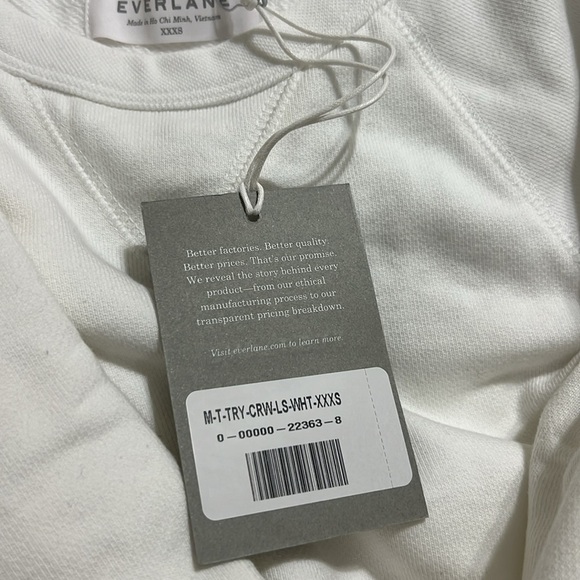 EVERLANE
Made in Ho Chi Minh, Vietnam
XXXS
Better factories. Better quality.
Better prices. That's our promise.
We reveal the story behind every
product—from our ethical
manufacturing process to our
transparent pricing breakdown.
Visit everlane.com to learn more.
M-T-TRY-CRW-LS-WHT-XXXS
0-00000-22363-8